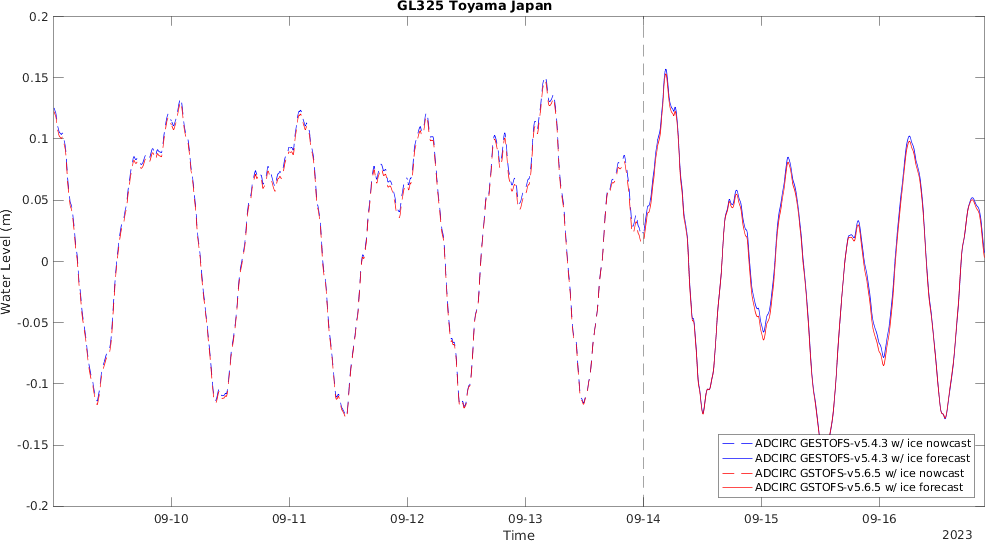 GL325 Toyama Japan
0.2
0.15
0.1
0.05
0
-0.05
-0.1
-0.15
-0.2
Water Level (m)
ADCIRC GESTOFS-v5.4.3 w/ ice nowcast
ADCIRC GESTOFS-v5.4.3 w/ ice forecast
ADCIRC GSTOFS-v5.6.5 w/ ice nowcast
ADCIRC GSTOFS-v5.6.5 w/ ice forecast
09-10 09-11 09-12 09-13 09-14 09-15 09-16
Time
2023